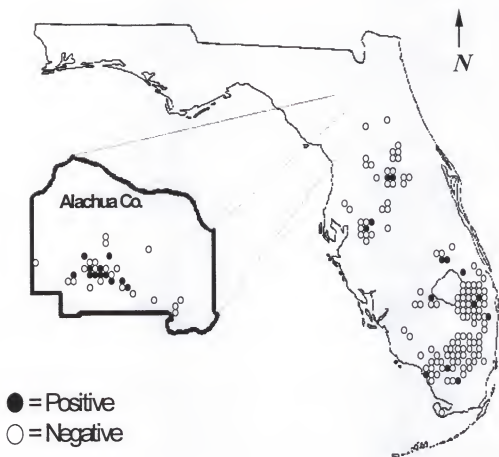 N
Alachua Co.
= Positive
= Negative